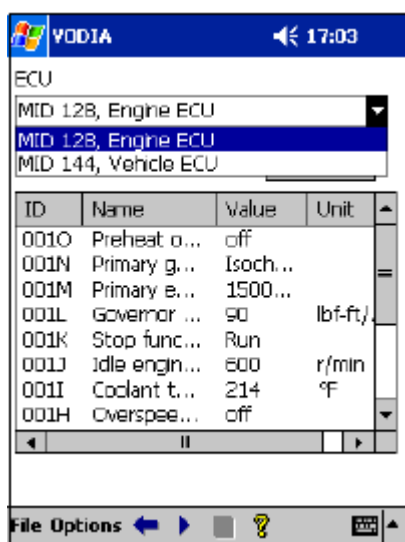 VODIA 17:03
ECU
MID 128, Engine ECU
MID 128, Engine ECU
MID 144, Vehicle ECU
ID Name Value Unit
001O Preheat o... off
001N Primary g... Isoch...
001M Primary e... 1500...
001L Governor ... 90 lbf-ft/.
001K Stop func... Run
001J Idle engin... 600 r/min
001I Coolant t... 214 °F
001H Overspee... off
File Options